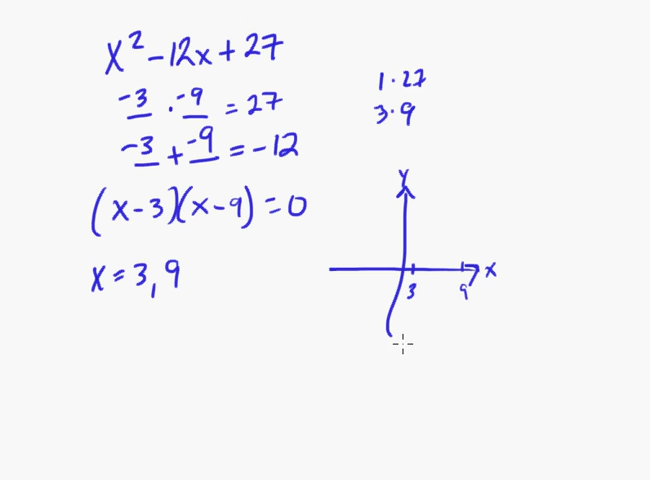 x² - 12x + 27
-3 · -9 = 27
-3 + -9 = -12
(x - 3)(x - 9) = 0
x = 3, 9
1 · 27
3 · 9
y
x
3
9